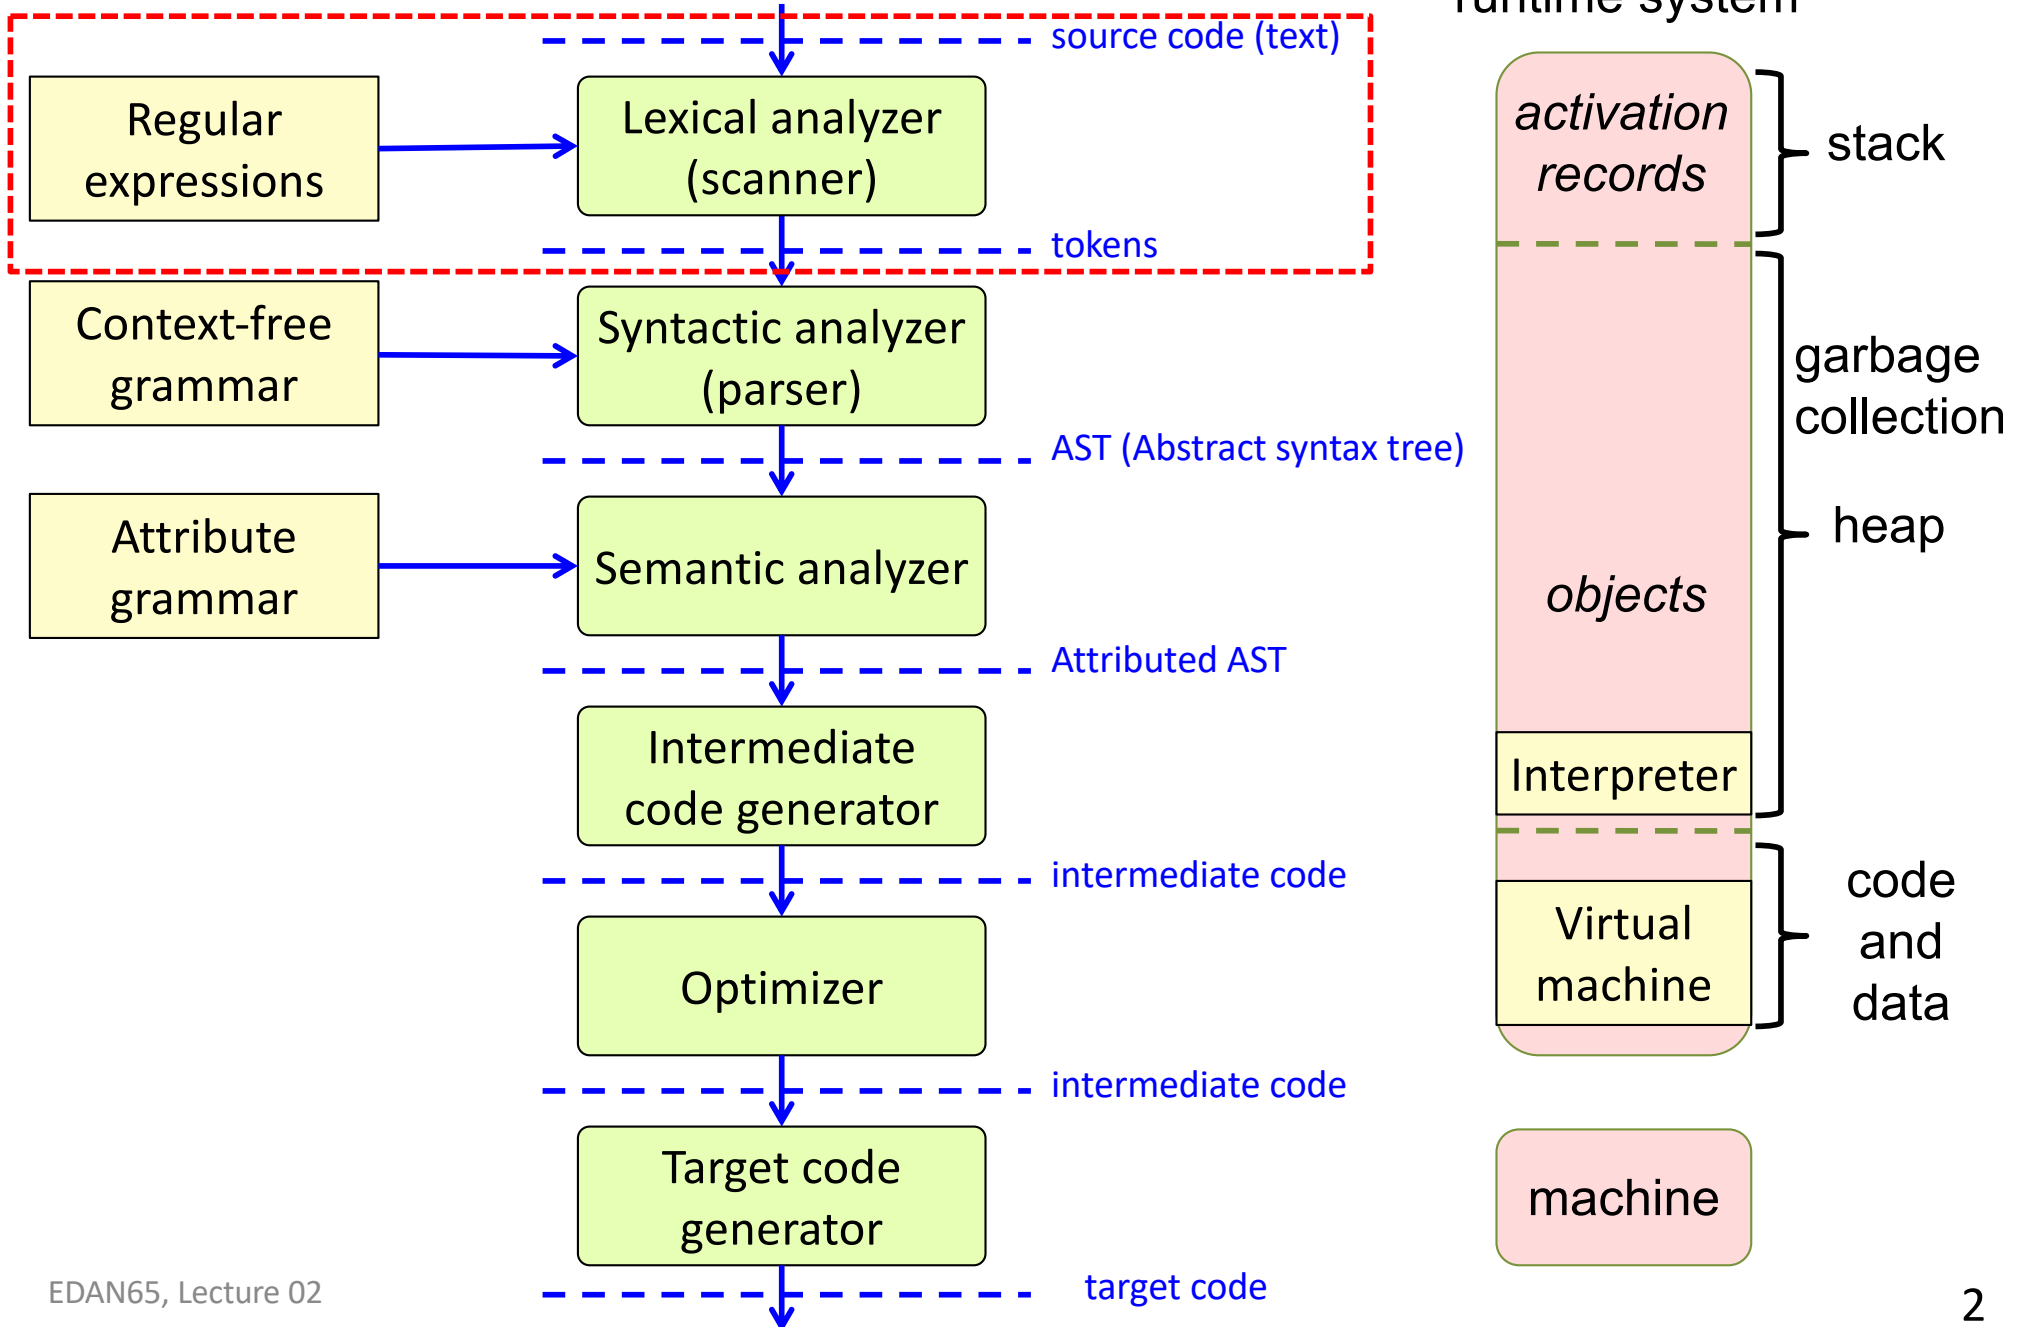 runtime system
source code (text)
Regular
expressions
Lexical analyzer
(scanner)
tokens
Context-free
grammar
Syntactic analyzer
(parser)
AST (Abstract syntax tree)
Attribute
grammar
Semantic analyzer
Attributed AST
Intermediate
code generator
intermediate code
Optimizer
intermediate code
Target code
generator
target code
activation
records
stack
garbage
collection
heap
objects
Interpreter
Virtual
machine
code
and
data
machine
EDAN65, Lecture 02
2